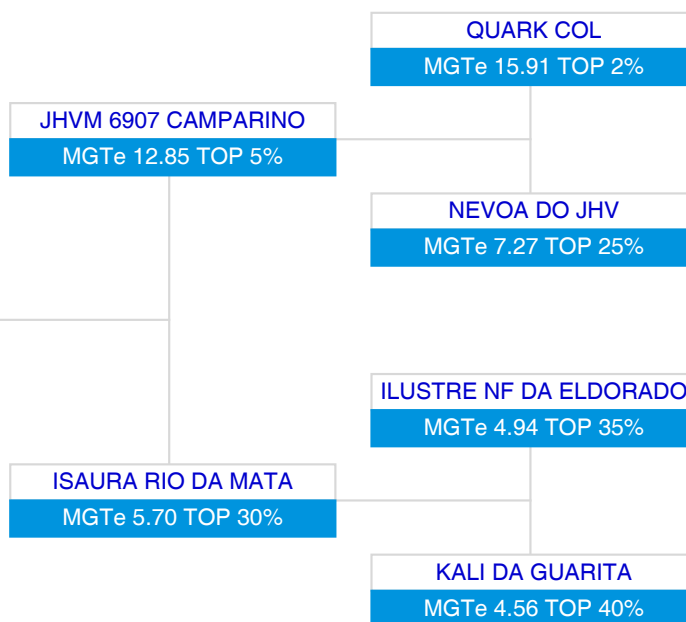 QUARK COL
MGTe 15.91 TOP 2%
JHVM 6907 CAMPARINO
MGTe 12.85 TOP 5%
NEVOA DO JHV
MGTe 7.27 TOP 25%
ILUSTRE NF DA ELDORADO
MGTe 4.94 TOP 35%
ISAURA RIO DA MATA
MGTe 5.70 TOP 30%
KALI DA GUARITA
MGTe 4.56 TOP 40%